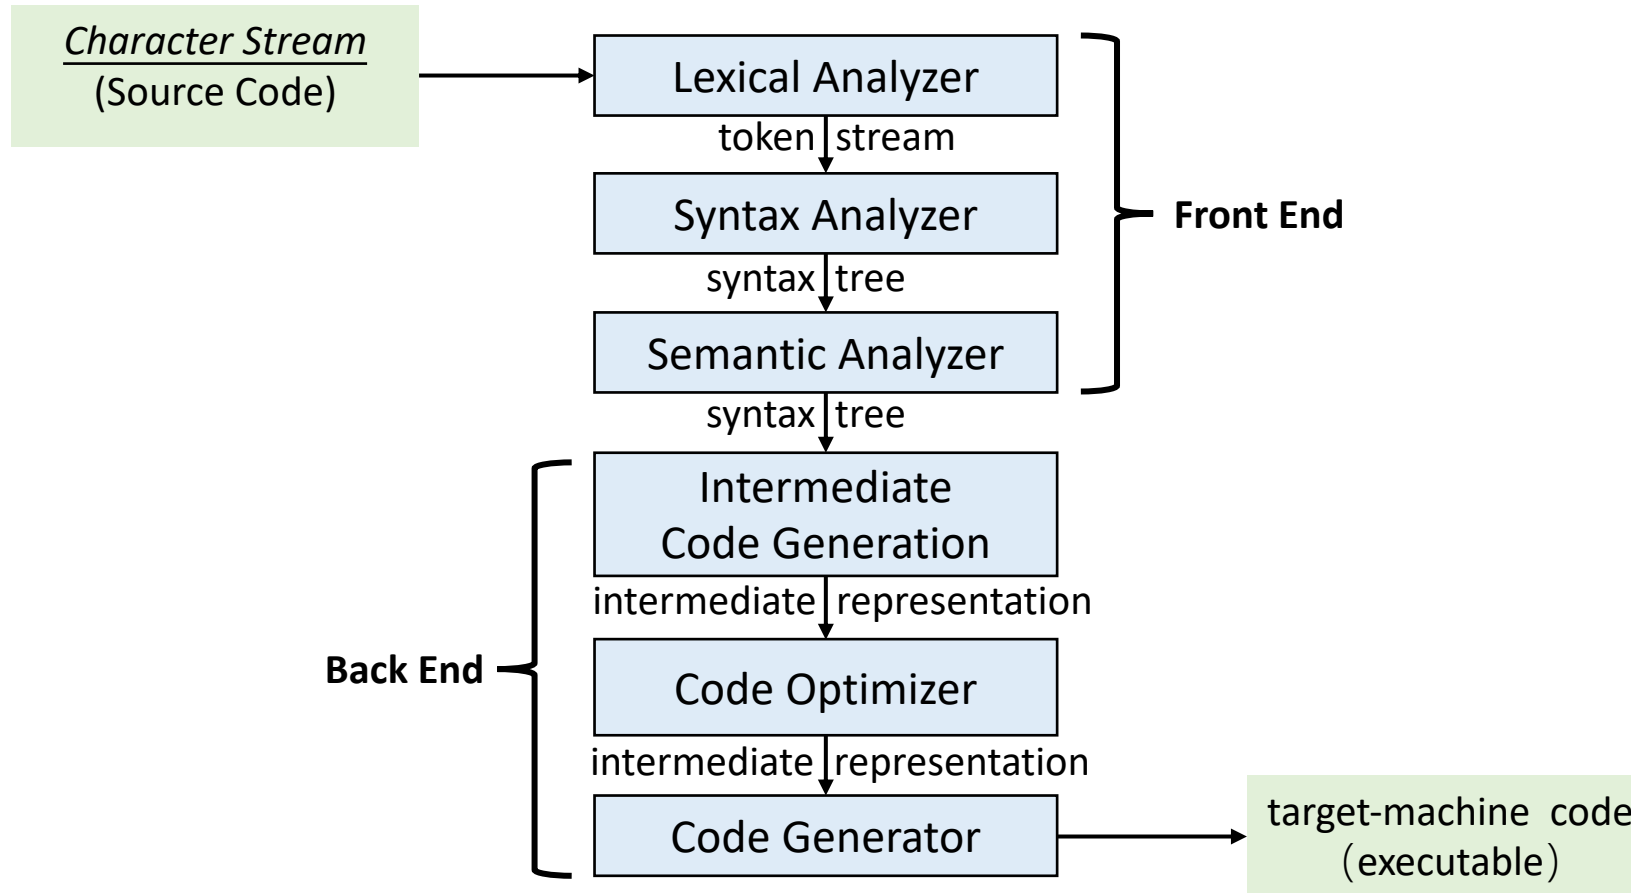 Character Stream
(Source Code)
Lexical Analyzer
token stream
Syntax Analyzer
Front End
syntax tree
Semantic Analyzer
syntax tree
Intermediate
Code Generation
intermediate representation
Back End
Code Optimizer
intermediate representation
Code Generator
target-machine code
(executable)